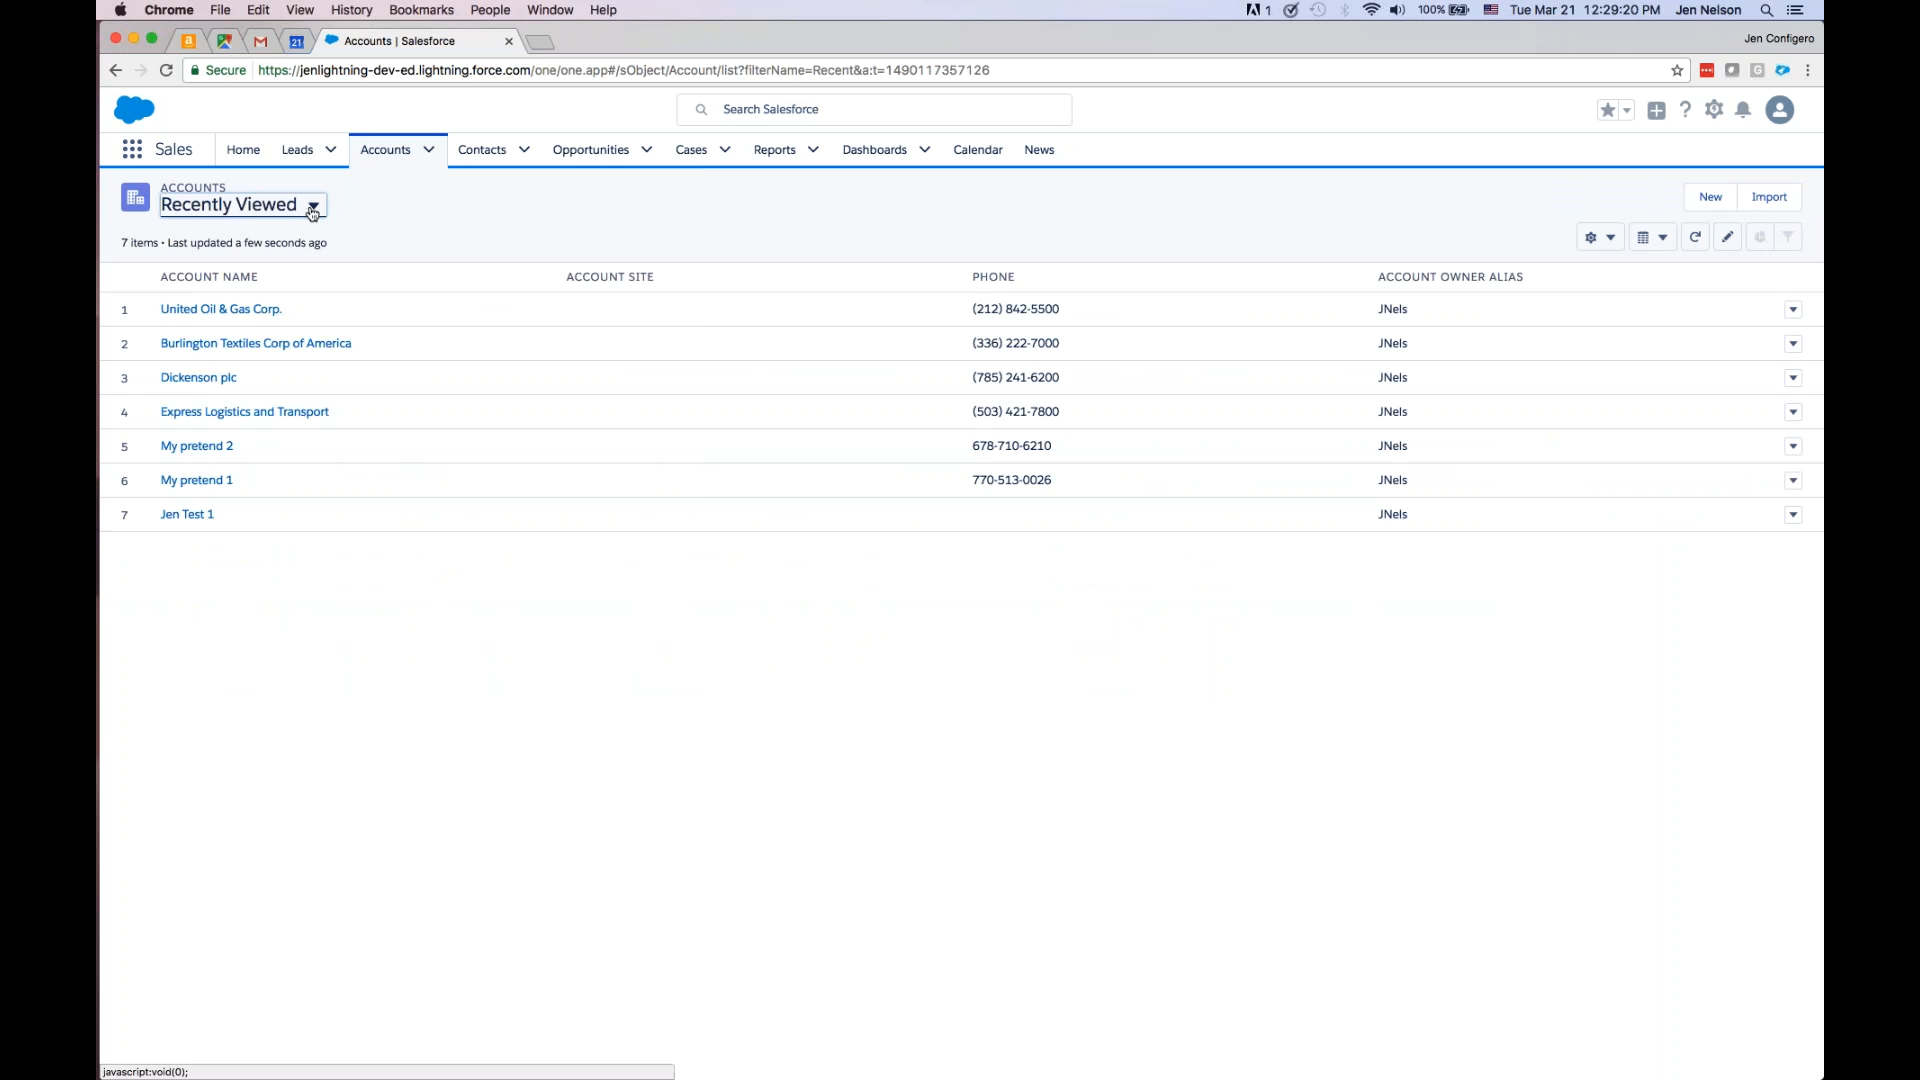 Chrome File Edit View History Bookmarks People Window Help 1 100% Tue Mar 21 12:29:20 PM Jen Nelson
a 21 Accounts | Salesforce Jen Configero
Secure https://jenlightning-dev-ed.lightning.force.com/one/one.app#/sObject/Account/list?filterName=Recent&a:t=1490117357126
Search Salesforce
Sales Home Leads Accounts Contacts Opportunities Cases Reports Dashboards Calendar News
ACCOUNTS
Recently Viewed
New Import
7 items • Last updated a few seconds ago
ACCOUNT NAME ACCOUNT SITE PHONE ACCOUNT OWNER ALIAS
1 United Oil & Gas Corp. (212) 842-5500 JNels
2 Burlington Textiles Corp of America (336) 222-7000 JNels
3 Dickenson plc (785) 241-6200 JNels
4 Express Logistics and Transport (503) 421-7800 JNels
5 My pretend 2 678-710-6210 JNels
6 My pretend 1 770-513-0026 JNels
7 Jen Test 1 JNels
javascript:void(0);